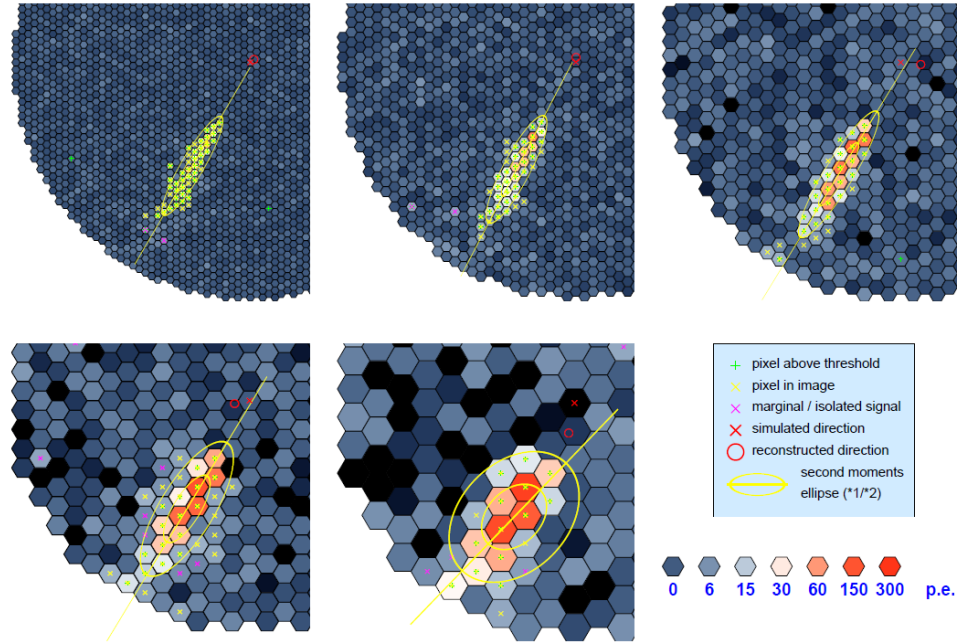 pixel above threshold
pixel in image
marginal / isolated signal
simulated direction
reconstructed direction
second moments
ellipse (*1/*2)
0 6 15 30 60 150 300 p.e.